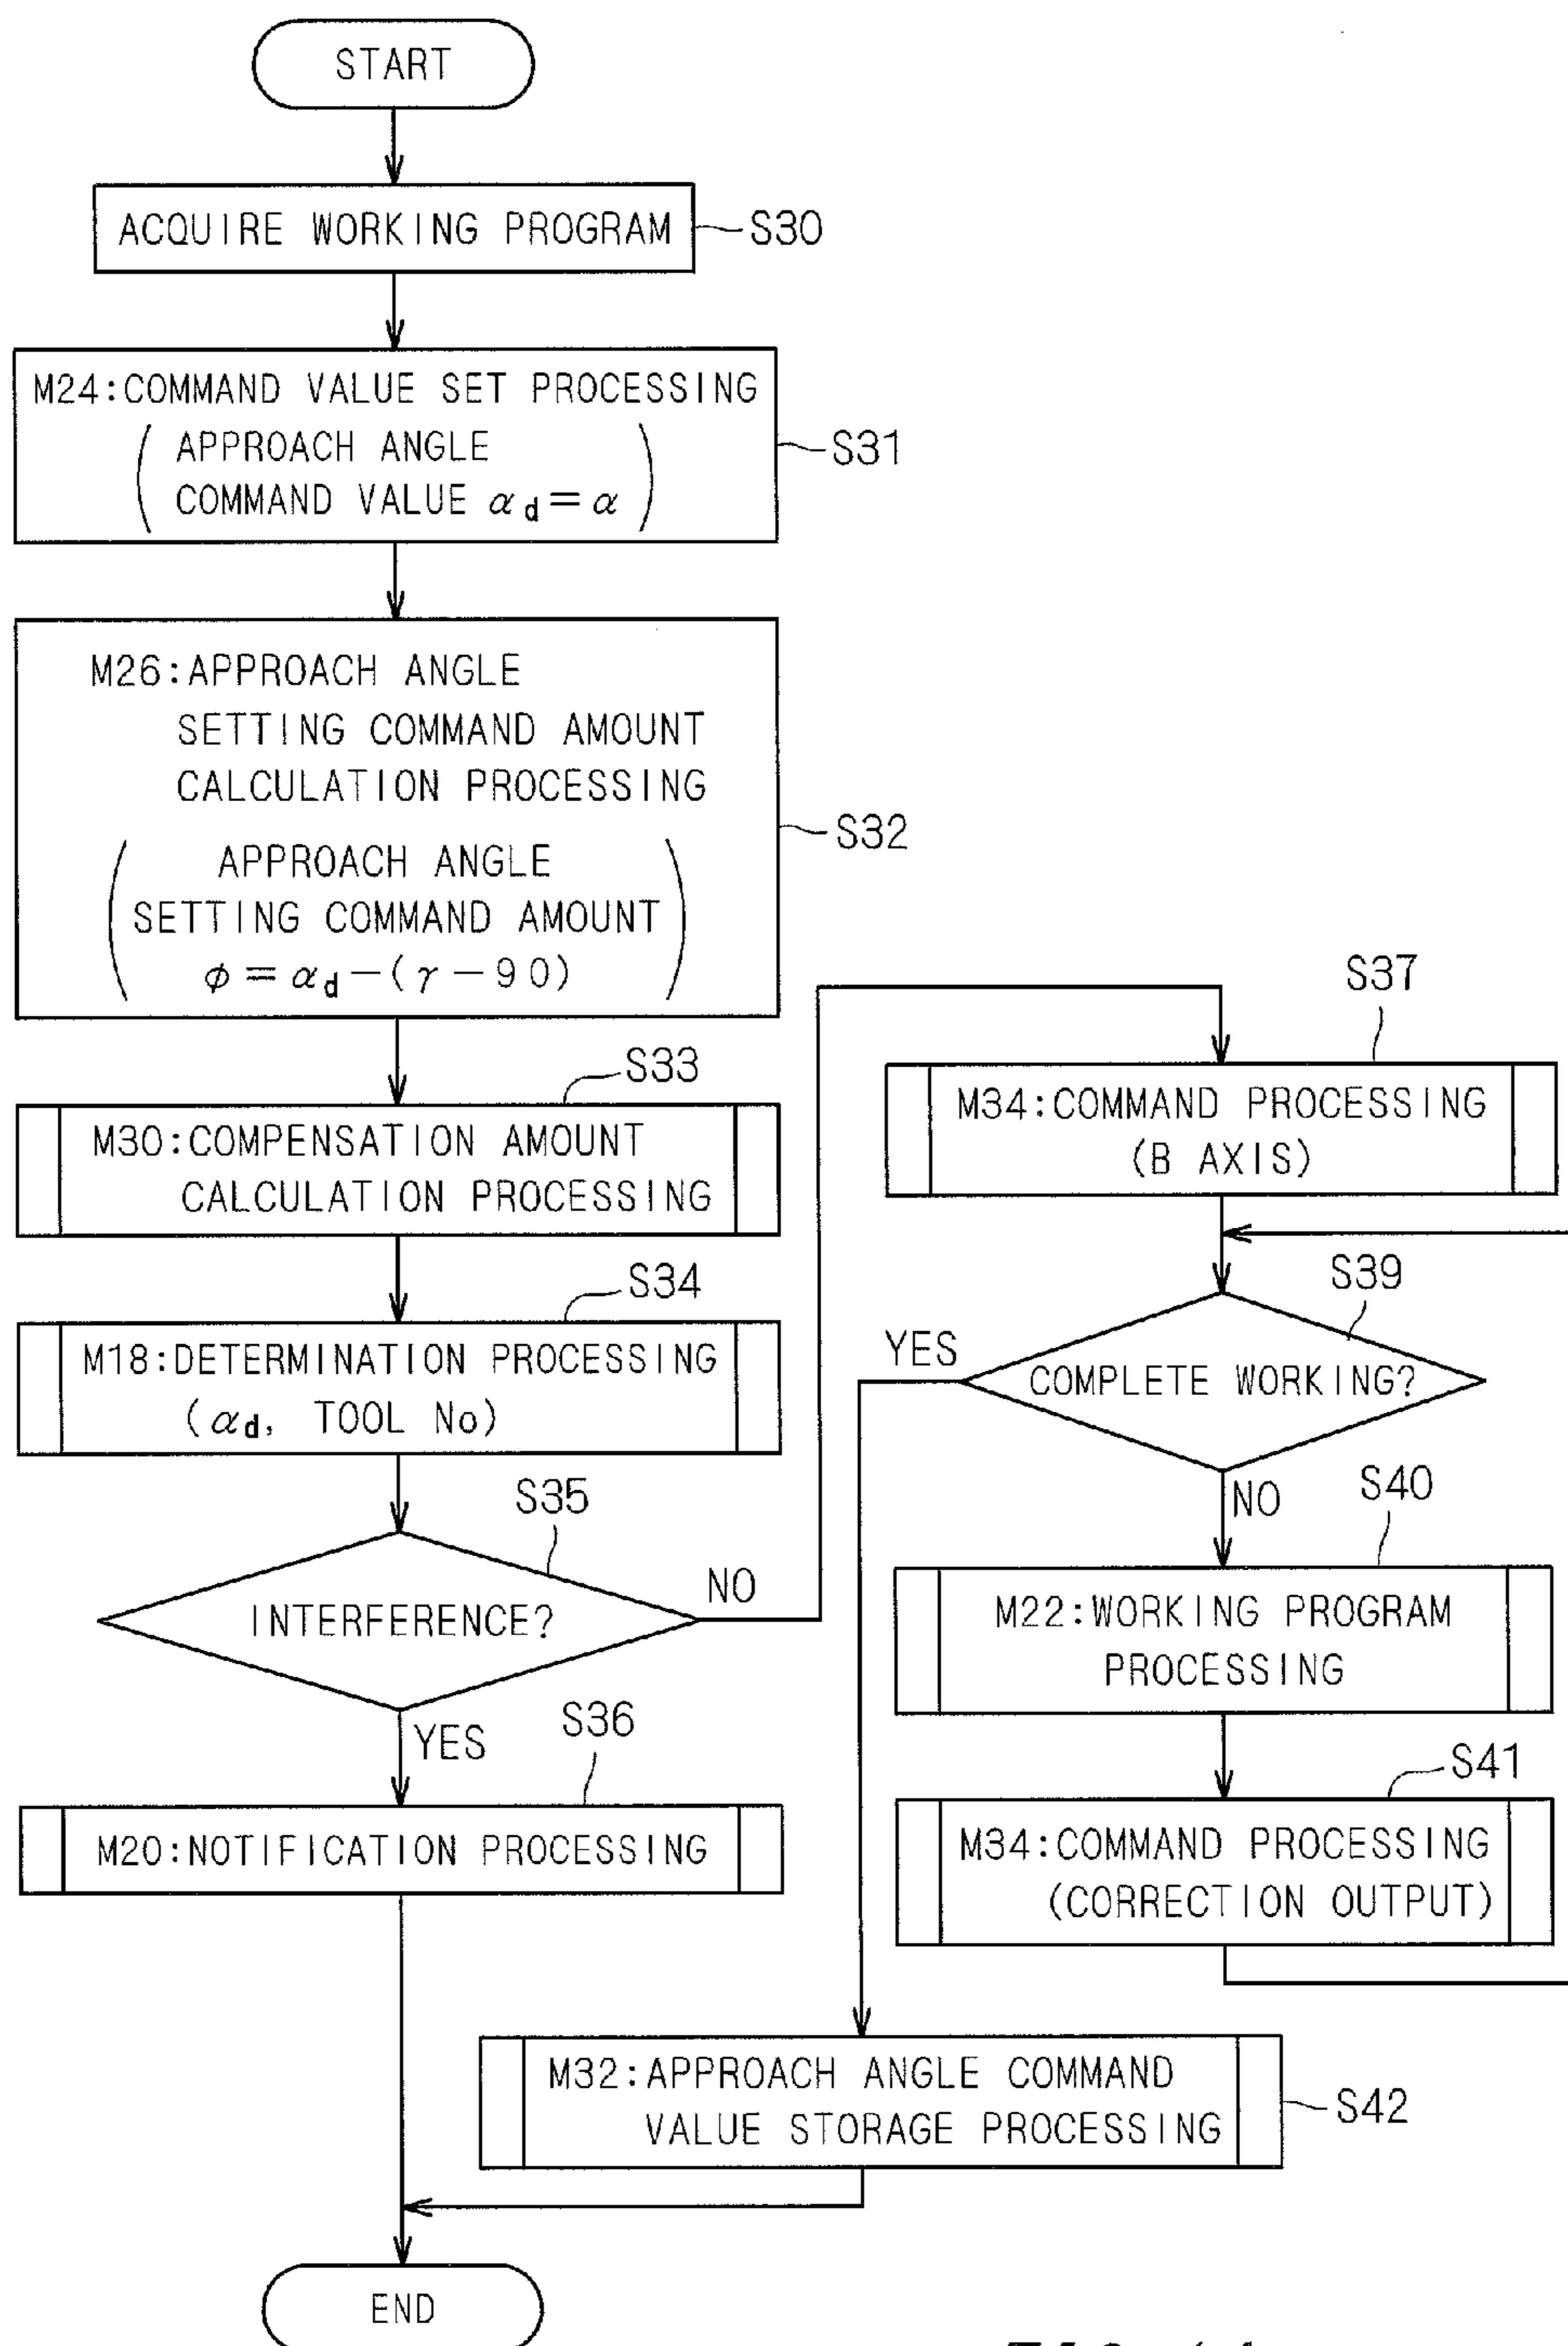 START
ACQUIRE WORKING PROGRAM
S30
M24:COMMAND VALUE SET PROCESSING
( APPROACH ANGLE
COMMAND VALUE αd=α )
S31
M26:APPROACH ANGLE
SETTING COMMAND AMOUNT
CALCULATION PROCESSING
( APPROACH ANGLE
SETTING COMMAND AMOUNT
φ=αd-(γ-90) )
S32
S33
M30:COMPENSATION AMOUNT
CALCULATION PROCESSING
S34
M18:DETERMINATION PROCESSING
(αd, TOOL No)
S35
INTERFERENCE?
NO
YES
S36
M20:NOTIFICATION PROCESSING
S37
M34:COMMAND PROCESSING
(B AXIS)
S39
YES
COMPLETE WORKING?
NO
S40
M22:WORKING PROGRAM
PROCESSING
S41
M34:COMMAND PROCESSING
(CORRECTION OUTPUT)
M32:APPROACH ANGLE COMMAND
VALUE STORAGE PROCESSING
S42
END